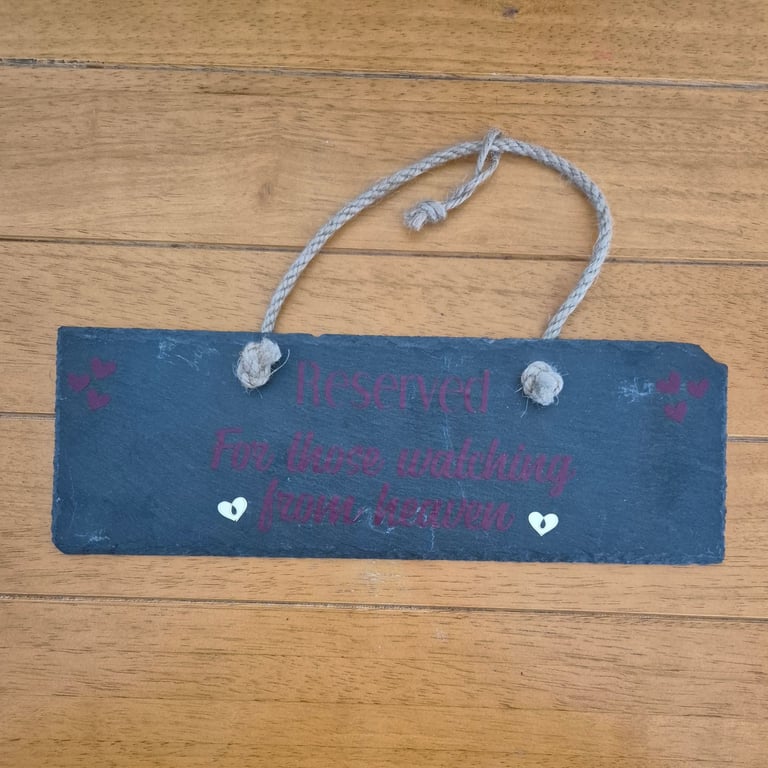 Reserved
For those watching
from heaven